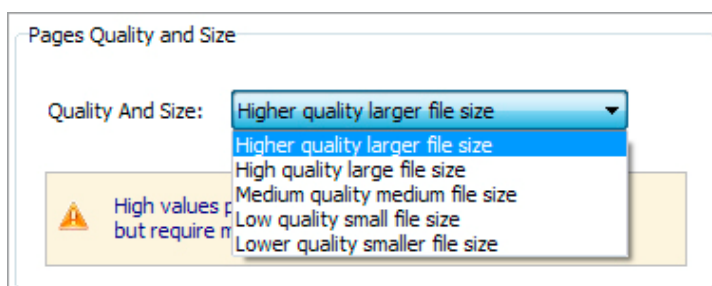 Pages Quality and Size
Quality And Size: Higher quality larger file size
Higher quality larger file size
High quality large file size
Medium quality medium file size
Low quality small file size
Lower quality smaller file size
High values
but require